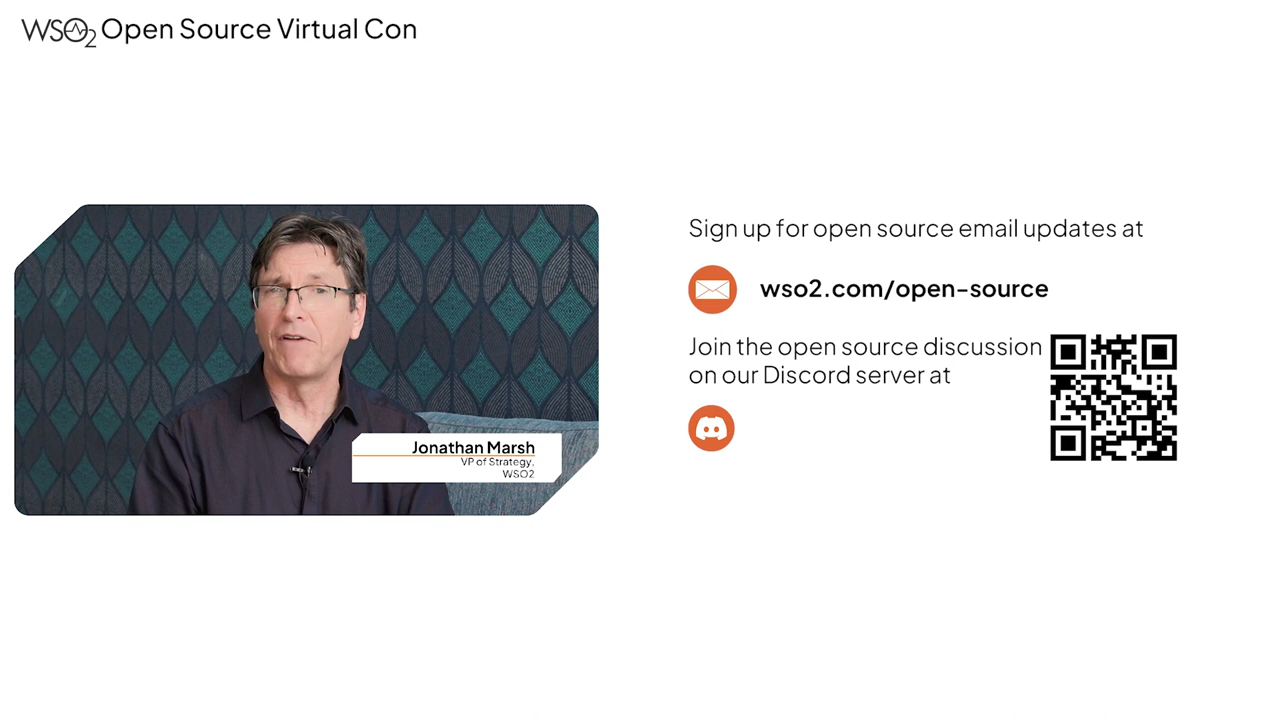 WSO2 Open Source Virtual Con
Sign up for open source email updates at
wso2.com/open-source
Join the open source discussion
on our Discord server at
Jonathan Marsh
VP of Strategy,
WSO2